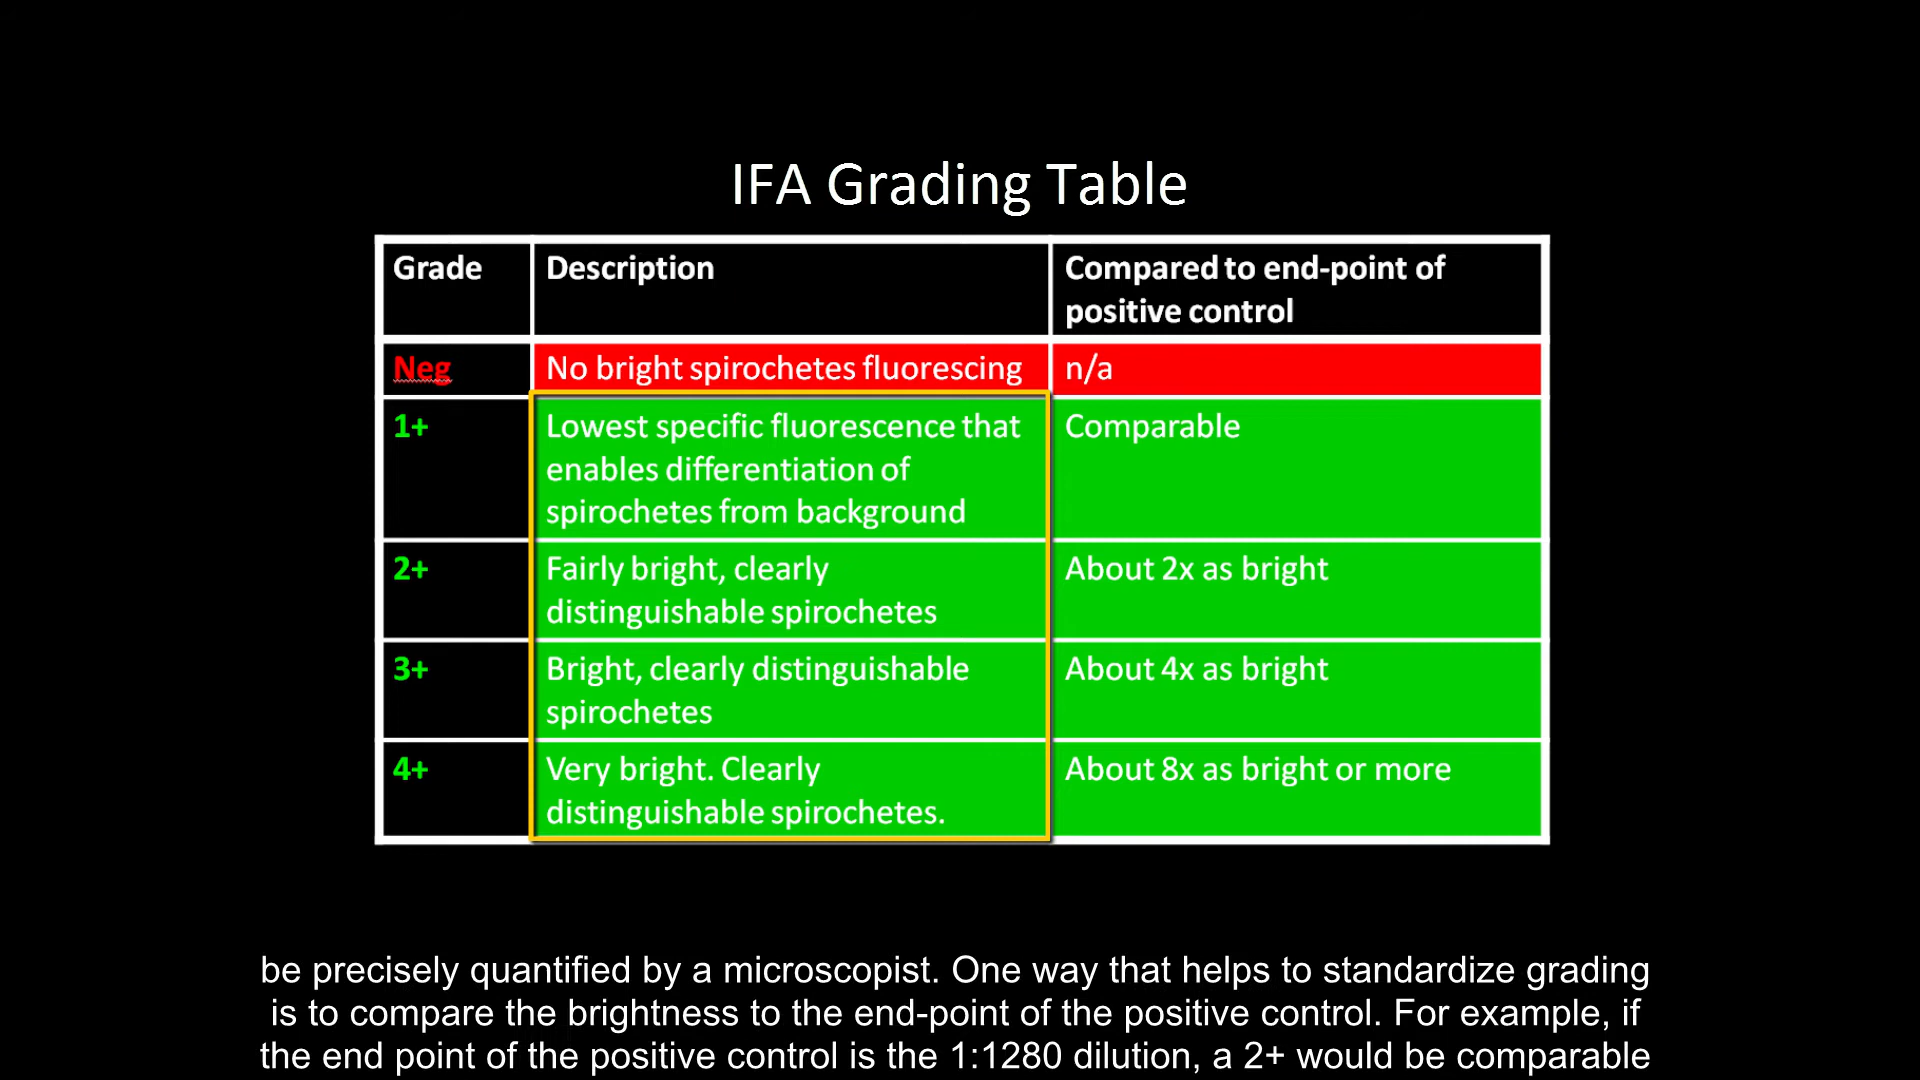 IFA Grading Table
Grade
Description
Compared to end-point of
positive control
Neg
No bright spirochetes fluorescing
n/a
1+
Lowest specific fluorescence that
enables differentiation of
spirochetes from background
Comparable
2+
Fairly bright, clearly
distinguishable spirochetes
About 2x as bright
3+
Bright, clearly distinguishable
spirochetes
About 4x as bright
4+
Very bright. Clearly
distinguishable spirochetes.
About 8x as bright or more
be precisely quantified by a microscopist. One way that helps to standardize grading
is to compare the brightness to the end-point of the positive control. For example, if
the end point of the positive control is the 1:1280 dilution, a 2+ would be comparable